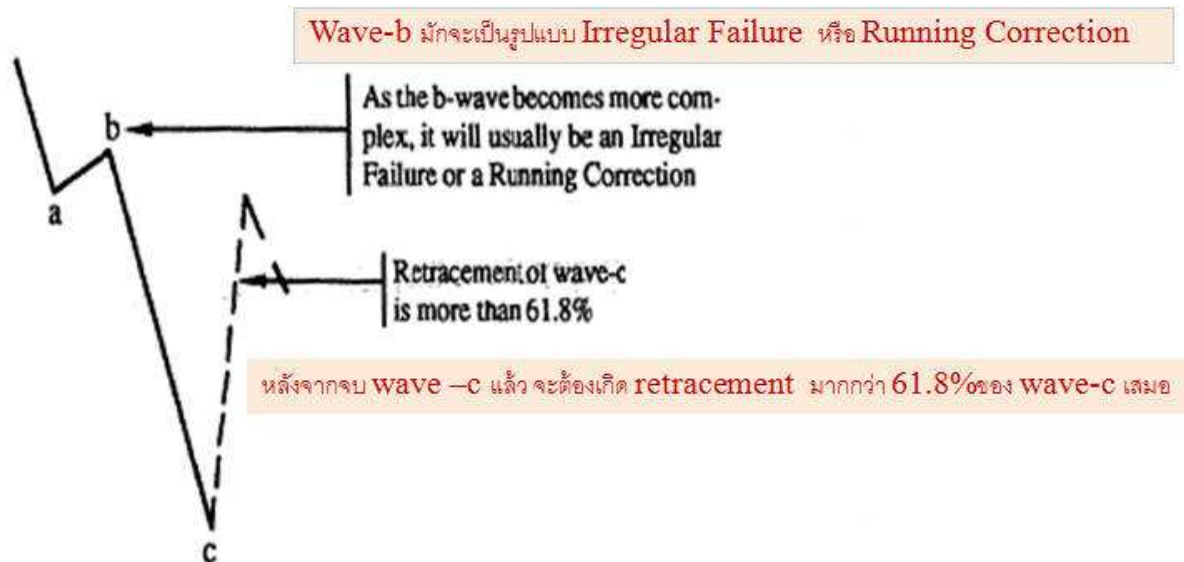 Wave-b มักจะเป็นรูปแบบ Irregular Failure หรือ Running Correction
As the b-wave becomes more com-
plex, it will usually be an Irregular
Failure or a Running Correction
b
a
Retracement of wave-c
is more than 61.8%
หลังจากจบ wave –c แล้ว จะต้องเกิด retracement มากกว่า 61.8%ของ wave-c เสมอ
c